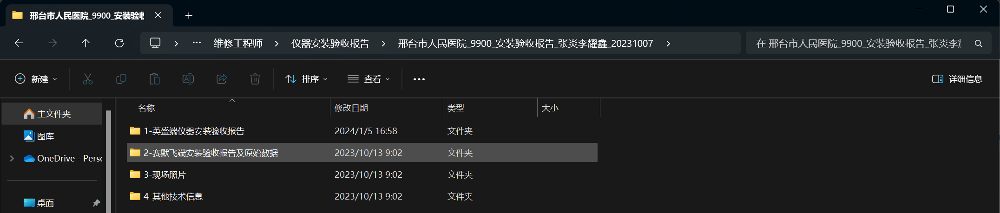 邢台市人民医院_9900_安装验收
维修工程师 仪器安装验收报告 邢台市人民医院_9900_安装验收报告_张炎李耀鑫_20231007
在 邢台市人民医院_9900_安装验收报告_张炎李耀
新建 排序 查看 详细信息
名称 修改日期 类型 大小
主文件夹
图库
OneDrive - Persc
桌面
1-英盛端仪器安装验收报告 2024/1/5 16:58 文件夹
2-赛默飞端安装验收报告及原始数据 2023/10/13 9:02 文件夹
3-现场照片 2023/10/13 9:02 文件夹
4-其他技术信息 2023/10/13 9:02 文件夹